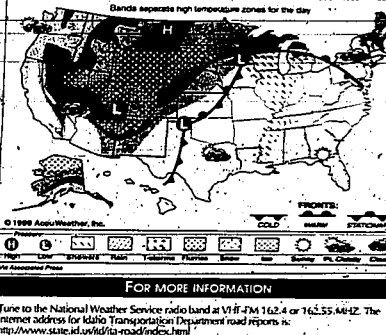 Bands separate high temperature zones for the day
H
L
L
L
FRONTS:
COLD WARM STATIONARY
© 1999 AccuWeather, Inc.
Pressure
H L
High Low Showers Rain T-storms Flurries Snow Ice Sunny Pt. Cloudy Cloudy
Via Associated Press
FOR MORE INFORMATION
Tune to the National Weather Service radio band at VHF-FM 162.4 or 162.55 MHZ. The
internet address for Idaho Transportation Department road reports is:
http://www.state.id.us/itd/ita-road/index.html